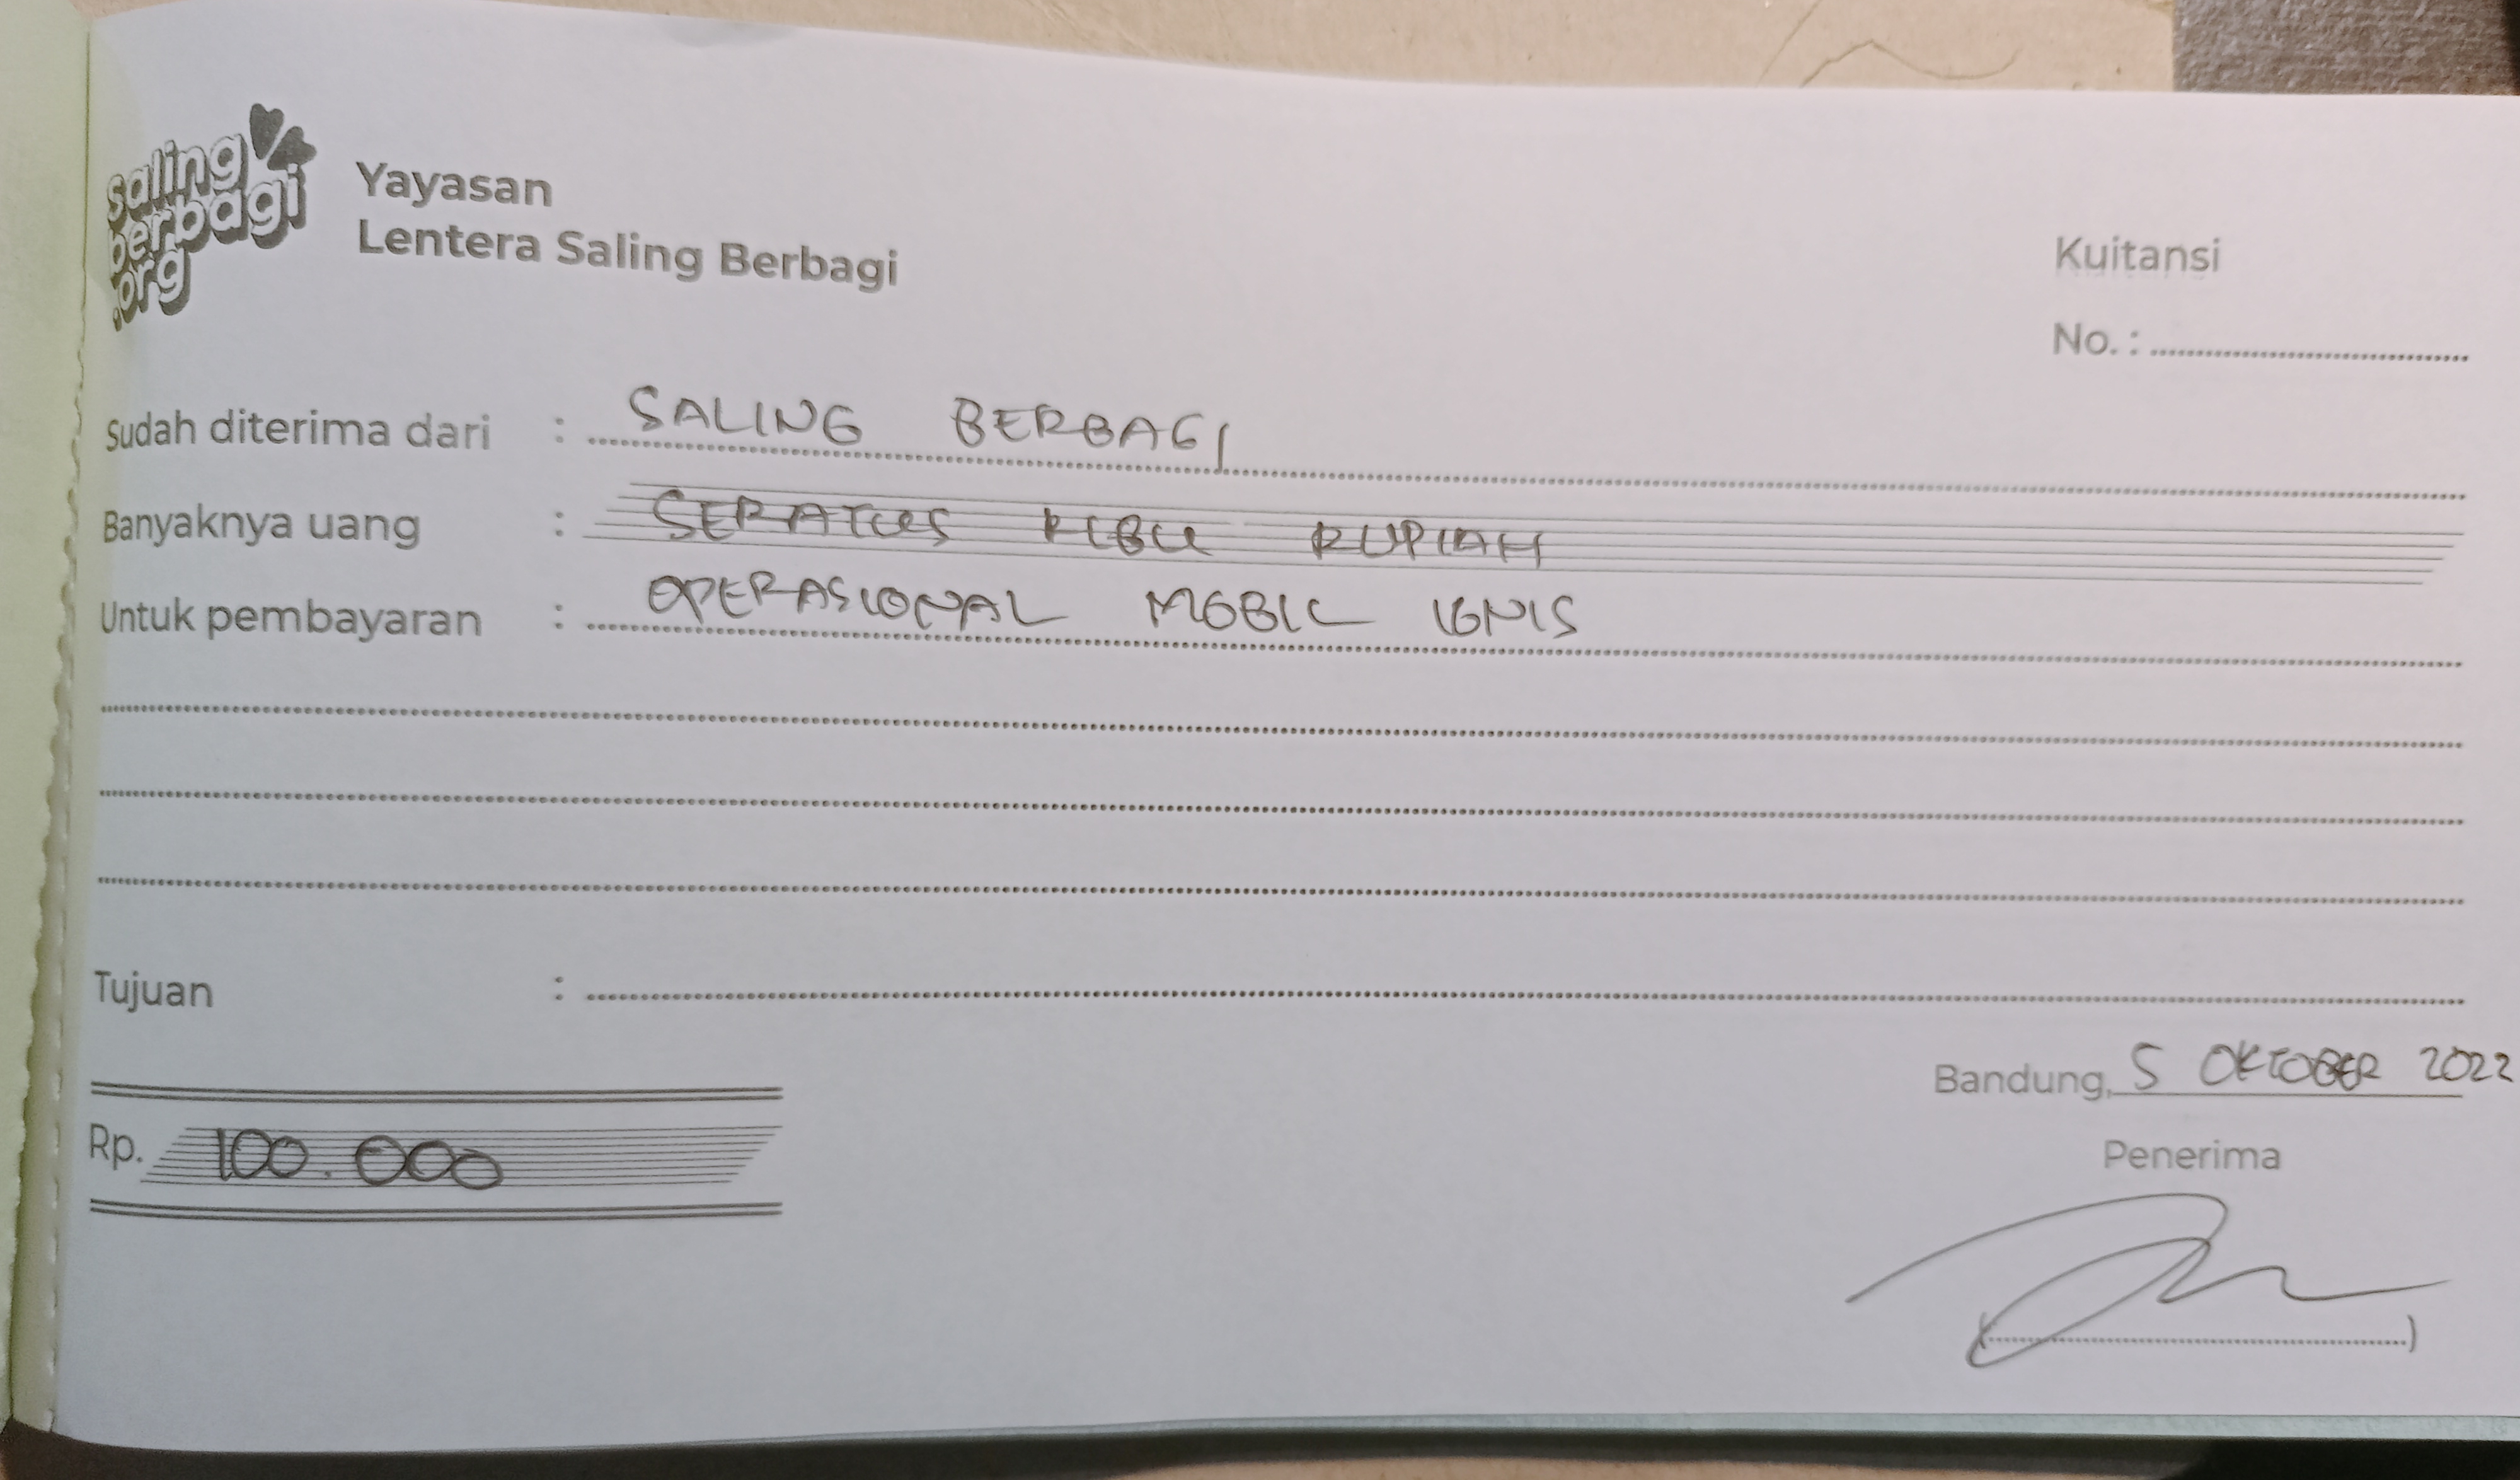 saling
berbagi
.org
Yayasan
Lentera Saling Berbagi
Kuitansi
No. :
Sudah diterima dari : SALING BERBAGI
Banyaknya uang : SERATUS RIBU RUPIAH
Untuk pembayaran : OPERASIONAL MOBIL IGNIS
Tujuan :
Bandung, 5 OKTOBER 2022
Rp. 100.000
Penerima
(                    )